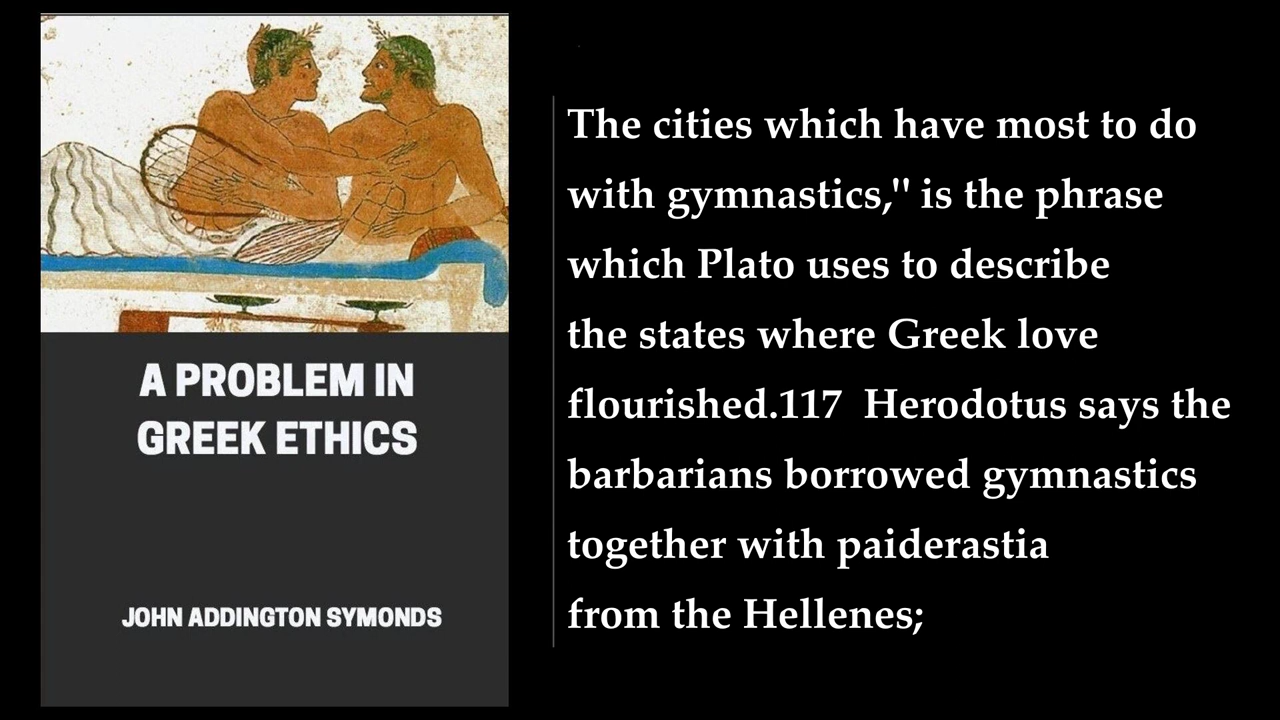 A PROBLEM IN
GREEK ETHICS
JOHN ADDINGTON SYMONDS
The cities which have most to do
with gymnastics," is the phrase
which Plato uses to describe
the states where Greek love
flourished.117  Herodotus says the
barbarians borrowed gymnastics
together with paiderastia
from the Hellenes;